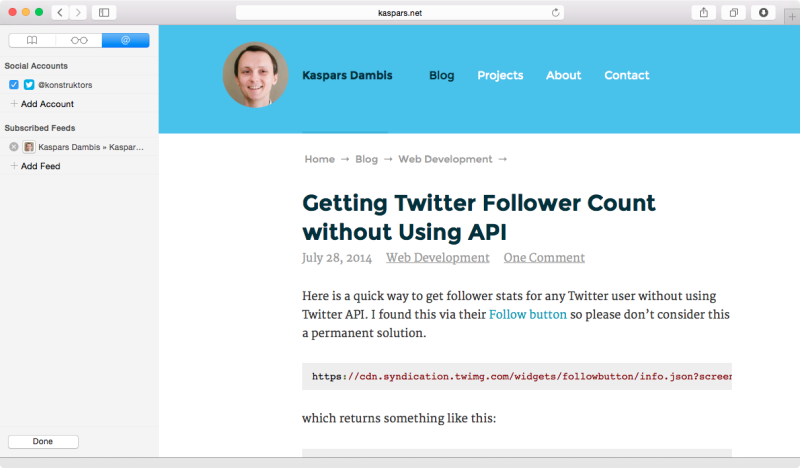 kaspars.net
Social Accounts
@konstruktors
+ Add Account
Subscribed Feeds
Kaspars Dambis » Kaspar…
+ Add Feed
Done
Kaspars Dambis Blog Projects About Contact
Home → Blog → Web Development →
Getting Twitter Follower Count
without Using API
July 28, 2014 Web Development One Comment
Here is a quick way to get follower stats for any Twitter user without using
Twitter API. I found this via their Follow button so please don’t consider this
a permanent solution.
https://cdn.syndication.twimg.com/widgets/followbutton/info.json?screen
which returns something like this: